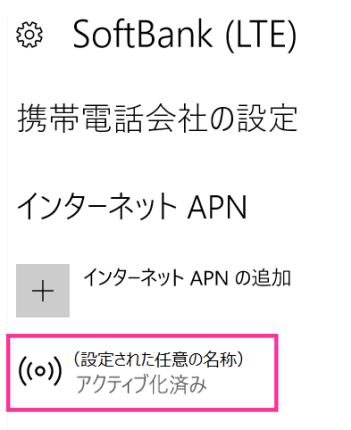 SoftBank (LTE)
携帯電話会社の設定
インターネット APN
インターネット APN の追加
（設定された任意の名称）
アクティブ化済み